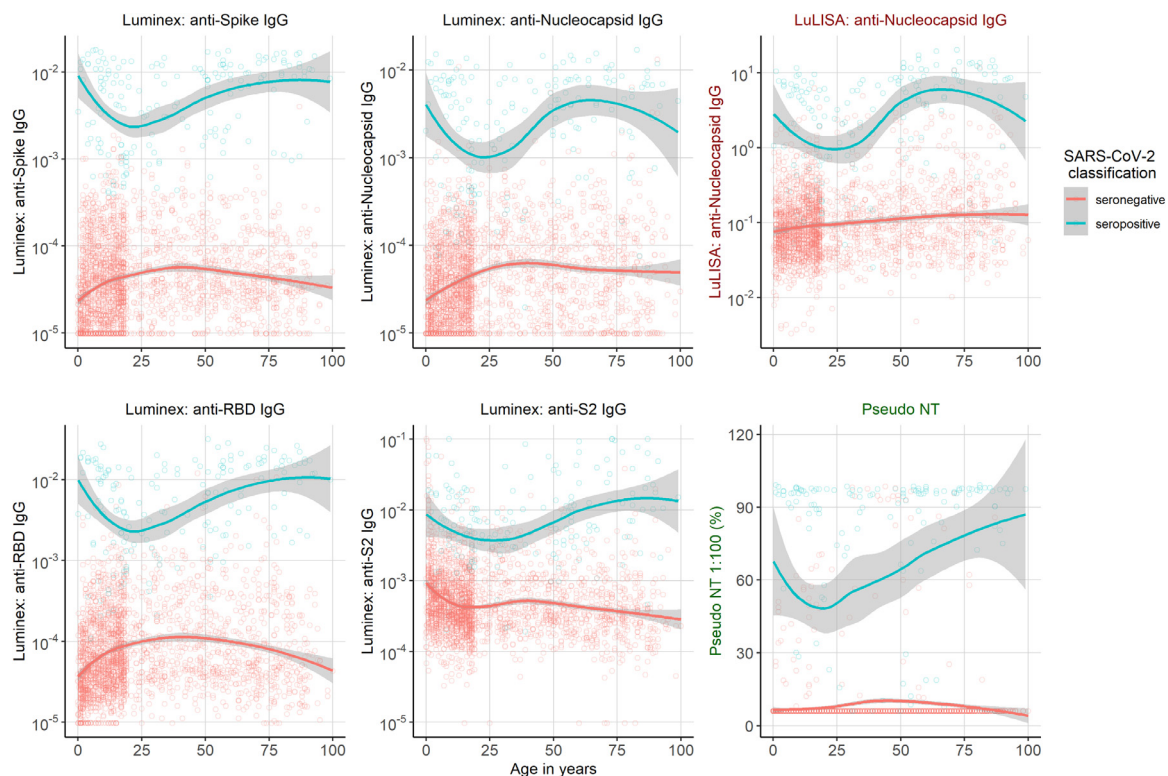 Luminex: anti-Spike IgG
Luminex: anti-Spike IgG
10-2
10-3
10-4
10-5
0 25 50 75 100
Luminex: anti-Nucleocapsid IgG
Luminex: anti-Nucleocapsid IgG
10-2
10-3
10-4
10-5
0 25 50 75 100
LuLISA: anti-Nucleocapsid IgG
LuLISA: anti-Nucleocapsid IgG
10¹
10⁰
10-1
10-2
0 25 50 75 100
SARS-CoV-2
classification
seronegative
seropositive
Luminex: anti-RBD IgG
Luminex: anti-RBD IgG
10-2
10-3
10-4
10-5
0 25 50 75 100
Luminex: anti-S2 IgG
Luminex: anti-S2 IgG
10-1
10-2
10-3
10-4
10-5
0 25 50 75 100
Age in years
Pseudo NT
Pseudo NT 1:100 (%)
120
90
60
30
0
0 25 50 75 100